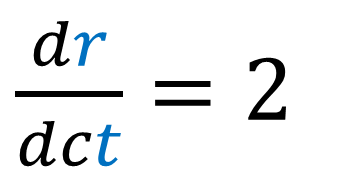 dr
dct = 2